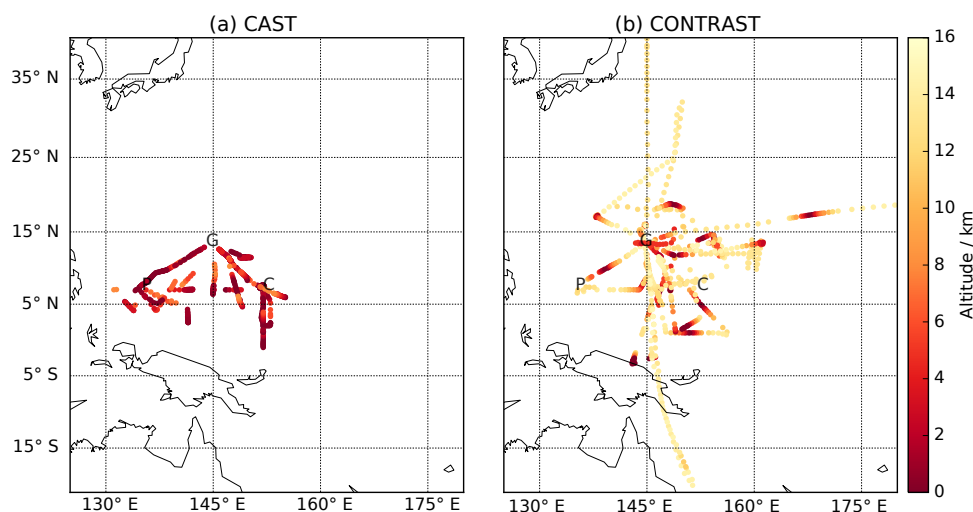 (a) CAST
(b) CONTRAST
35° N
25° N
15° N
5° N
5° S
15° S
130° E
145° E
160° E
175° E
G
P
C
130° E
145° E
160° E
175° E
G
P
C
16
14
12
10
8
6
4
2
0
Altitude / km